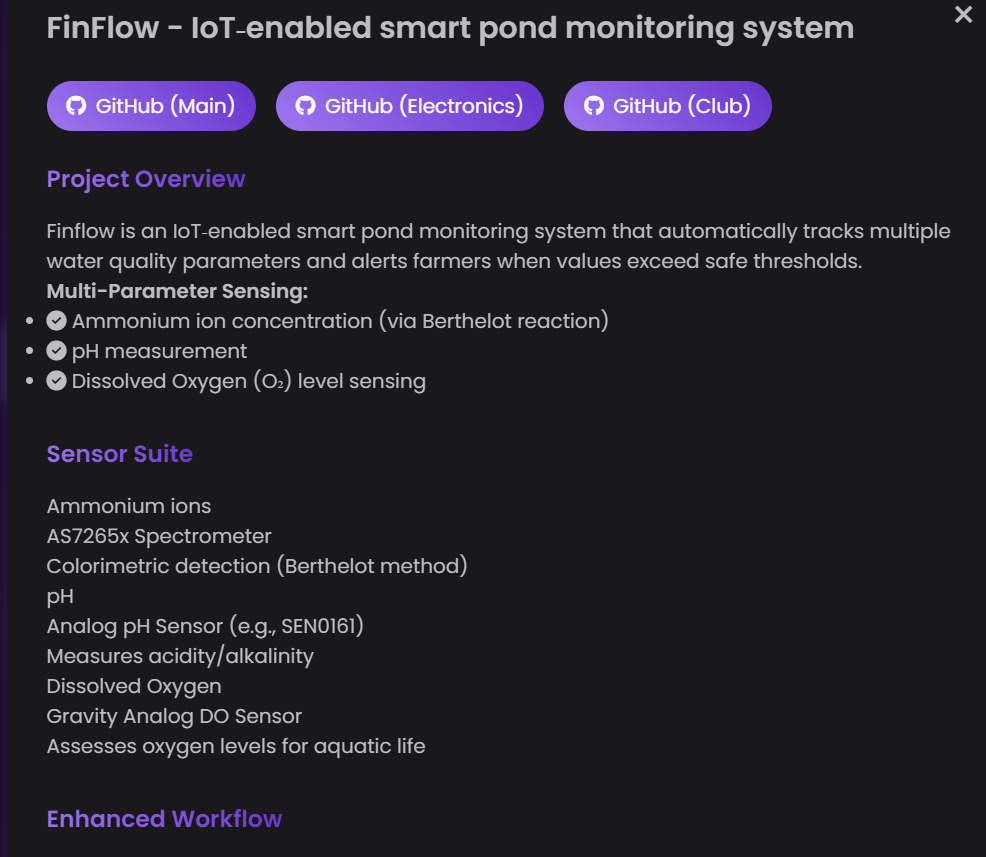 FinFlow - IoT-enabled smart pond monitoring system
GitHub (Main)
GitHub (Electronics)
GitHub (Club)
Project Overview
Finflow is an IoT-enabled smart pond monitoring system that automatically tracks multiple
water quality parameters and alerts farmers when values exceed safe thresholds.
Multi-Parameter Sensing:
Ammonium ion concentration (via Berthelot reaction)
pH measurement
Dissolved Oxygen (O₂) level sensing
Sensor Suite
Ammonium ions
AS7265x Spectrometer
Colorimetric detection (Berthelot method)
pH
Analog pH Sensor (e.g., SEN0161)
Measures acidity/alkalinity
Dissolved Oxygen
Gravity Analog DO Sensor
Assesses oxygen levels for aquatic life
Enhanced Workflow